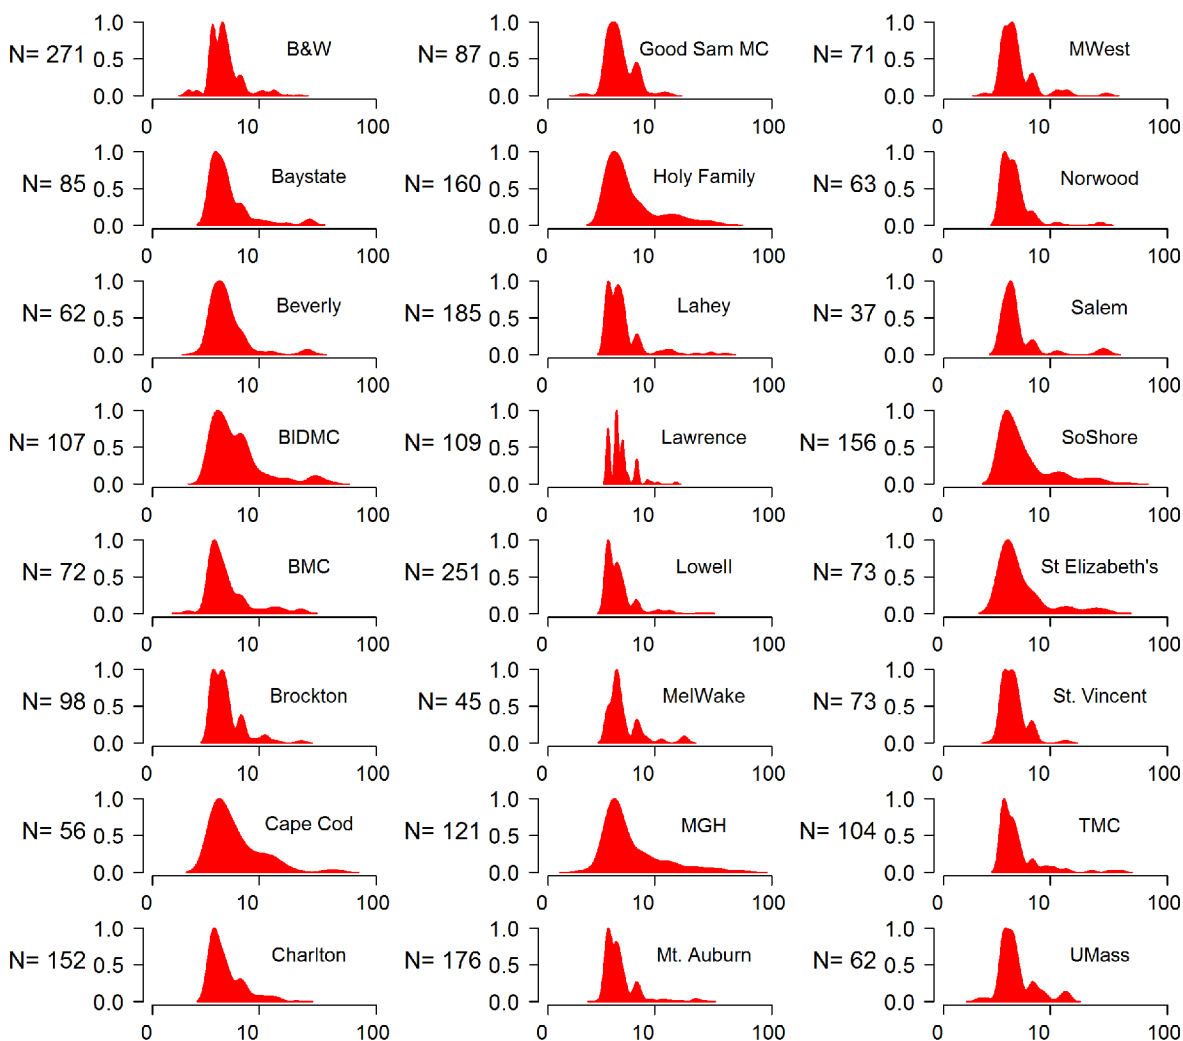 N= 271 1.0 0.5 0.0 B&W 0 10 100
N= 87 1.0 0.5 0.0 Good Sam MC 0 10 100
N= 71 1.0 0.5 0.0 MWest 0 10 100
N= 85 1.0 0.5 0.0 Baystate 0 10 100
N= 160 1.0 0.5 0.0 Holy Family 0 10 100
N= 63 1.0 0.5 0.0 Norwood 0 10 100
N= 62 1.0 0.5 0.0 Beverly 0 10 100
N= 185 1.0 0.5 0.0 Lahey 0 10 100
N= 37 1.0 0.5 0.0 Salem 0 10 100
N= 107 1.0 0.5 0.0 BIDMC 0 10 100
N= 109 1.0 0.5 0.0 Lawrence 0 10 100
N= 156 1.0 0.5 0.0 SoShore 0 10 100
N= 72 1.0 0.5 0.0 BMC 0 10 100
N= 251 1.0 0.5 0.0 Lowell 0 10 100
N= 73 1.0 0.5 0.0 St Elizabeth's 0 10 100
N= 98 1.0 0.5 0.0 Brockton 0 10 100
N= 45 1.0 0.5 0.0 MelWake 0 10 100
N= 73 1.0 0.5 0.0 St. Vincent 0 10 100
N= 56 1.0 0.5 0.0 Cape Cod 0 10 100
N= 121 1.0 0.5 0.0 MGH 0 10 100
N= 104 1.0 0.5 0.0 TMC 0 10 100
N= 152 1.0 0.5 0.0 Charlton 0 10 100
N= 176 1.0 0.5 0.0 Mt. Auburn 0 10 100
N= 62 1.0 0.5 0.0 UMass 0 10 100